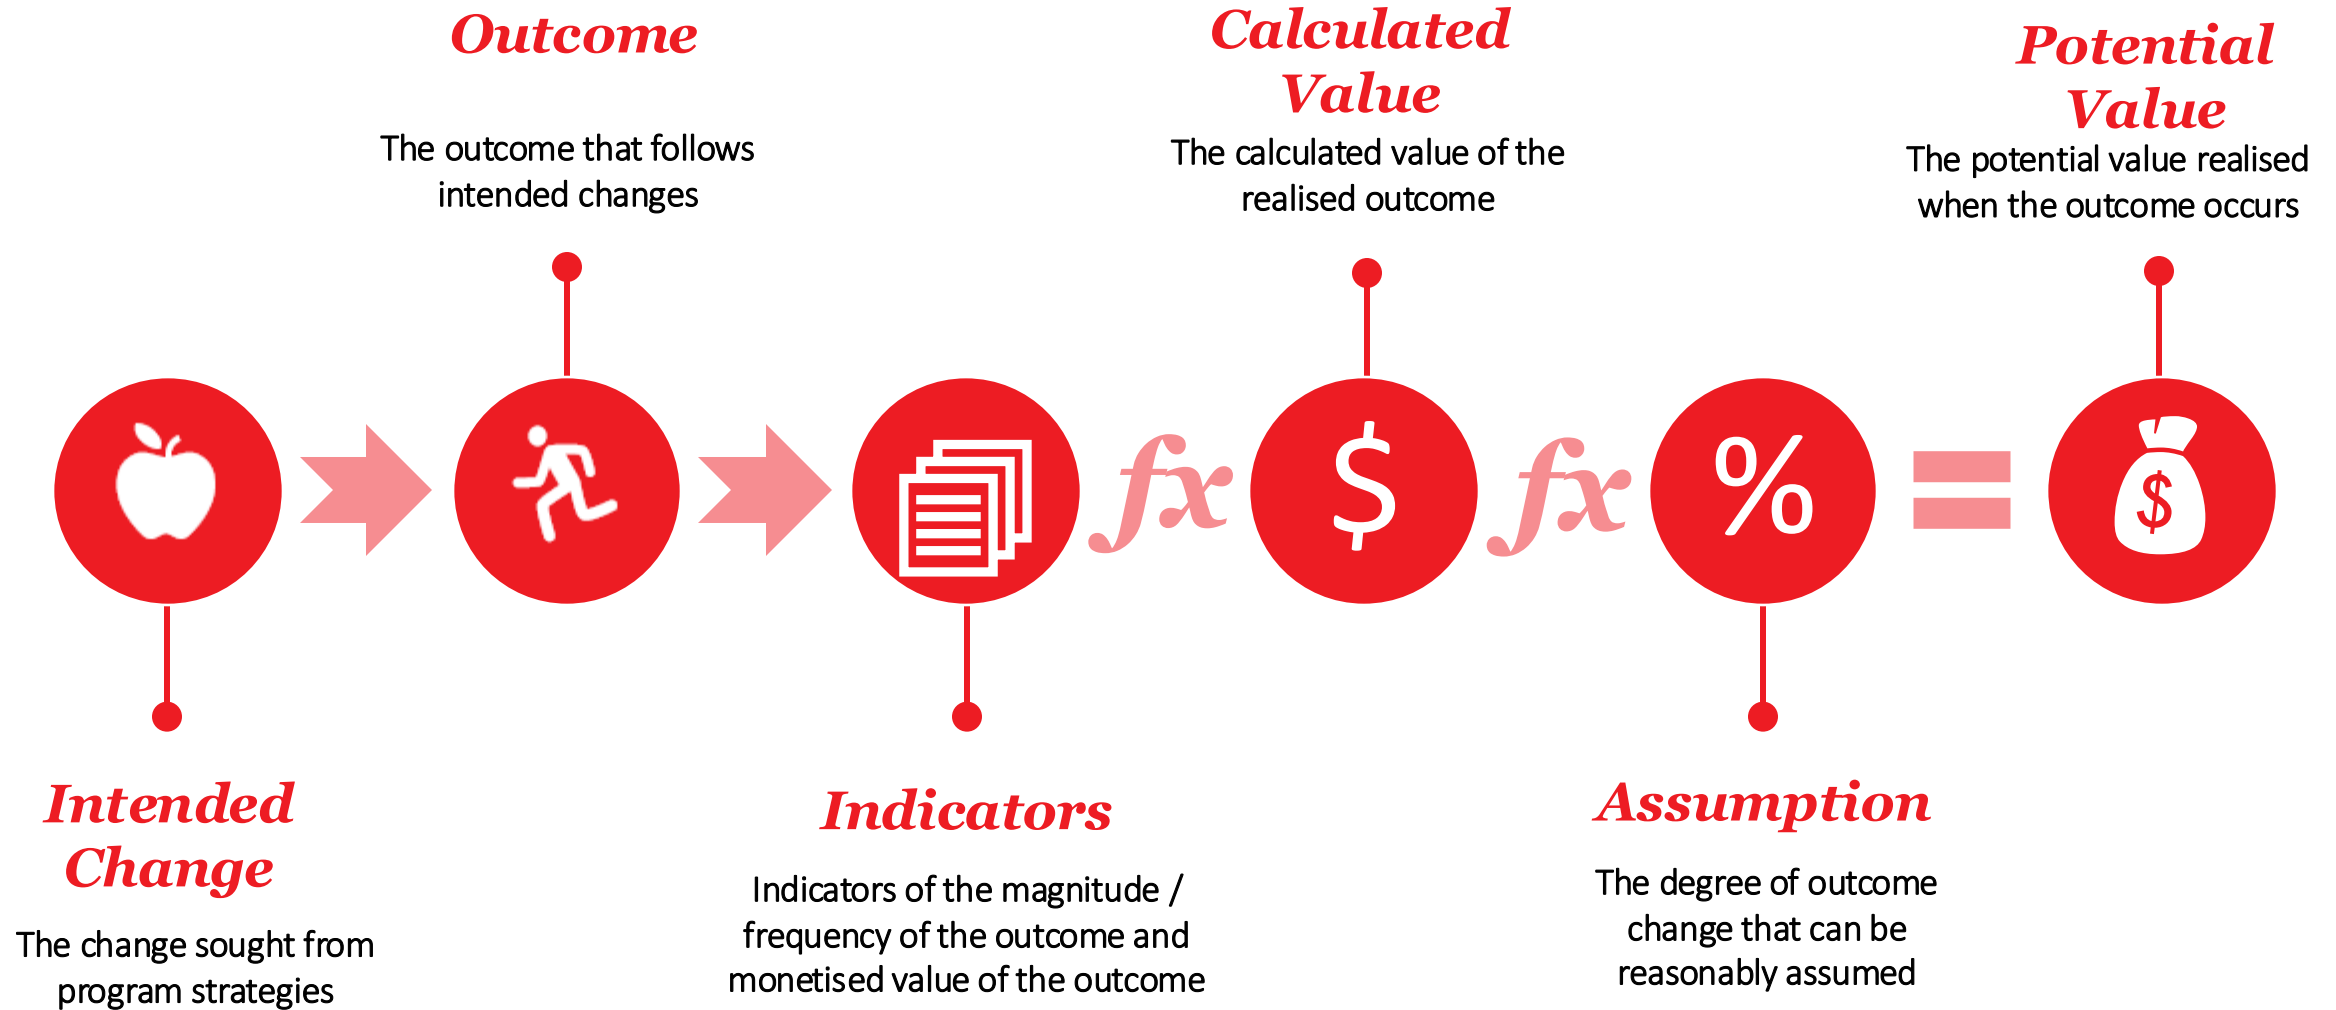 Outcome
The outcome that follows
intended changes
Calculated
Value
The calculated value of the
realised outcome
Potential
Value
The potential value realised
when the outcome occurs
fx
$
fx
%
=
$
Intended
Change
The change sought from
program strategies
Indicators
Indicators of the magnitude /
frequency of the outcome and
monetised value of the outcome
Assumption
The degree of outcome
change that can be
reasonably assumed